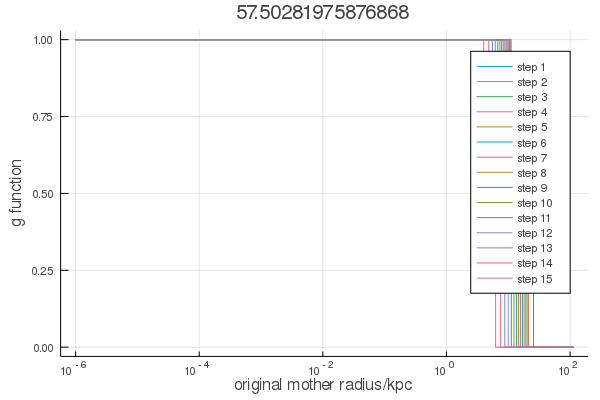 57.50281975876868
1.00
0.75
0.50
0.25
0.00
g function
step 1
step 2
step 3
step 4
step 5
step 6
step 7
step 8
step 9
step 10
step 11
step 12
step 13
step 14
step 15
10^-6 10^-4 10^-2 10^0 10^2
original mother radius/kpc